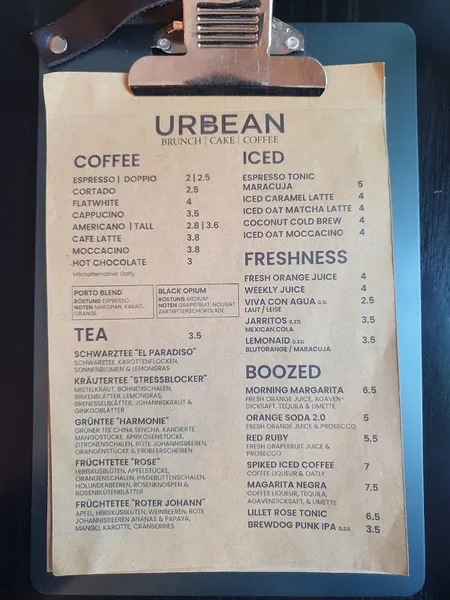 URBEAN
BRUNCH | CAKE | COFFEE
COFFEE
ESPRESSO | DOPPIO 2 | 2.5
CORTADO 2.5
FLATWHITE 4
CAPPUCINO 3.5
AMERICANO | TALL 2.8 | 3.6
CAFE LATTE 3.8
MOCCACINO 3.8
HOT CHOCOLATE 3
Milchalternative: Oatly
PORTO BLEND
RÖSTUNG ESPRESSO
NOTEN MARZIPAN, KAKAO,
ORANGE
BLACK OPIUM
RÖSTUNG MEDIUM
NOTEN GRAPEFRUIT, NOUGAT
ZARTBITTERSCHOKOLADE
TEA 3.5
SCHWARZTEE "EL PARADISO"
SCHWARZTEE, KAROTTENFLOCKEN,
SONNENBLUMEN & LEMONGRAS
KRÄUTERTEE "STRESSBLOCKER"
MISTELKRAUT, BOHNENSCHALEN,
BIRKENBLÄTTER, LEMONGRAS,
BRENESSELBLÄTTER, JOHANNISKRAUT &
GINKGOBLÄTTER
GRÜNTEE "HARMONIE"
GRÜNER TEE CHINA SENCHA, KANDIERTE
MANGOSTÜCKE, APRIKOSENSTÜCKE,
ZITRONENSCHALEN, ROTE JOHANNISBEEREN,
ORANGENSTÜCKE & ERDBEERSCHEIBEN
FRÜCHTETEE "ROSE"
HIBISKUSBLÜTEN, APFELSTÜCKE,
ORANGENSCHALEN, HAGEBUTTENSCHALEN,
HOLUNDERBEEREN, ROSENKNOSPEN &
ROSENBLÜTENBLÄTTER
FRÜCHTETEE "ROTER JOHANN"
APFEL, HIBISKUSBLÜTEN, WEINBEEREN, ROTE
JOHANNISBEEREN ANANAS & PAPAYA,
MANGO, KAROTTE, CRANBERRIES
ICED
ESPRESSO TONIC
MARACUJA 5
ICED CARAMEL LATTE 4
ICED OAT MATCHA LATTE 4
COCONUT COLD BREW 4
ICED OAT MOCCACINO 4
FRESHNESS
FRESH ORANGE JUICE 4
WEEKLY JUICE 4
VIVA CON AGUA 0,3L 2.5
LAUT / LEISE
JARRITOS 0,37L 3.5
MEXICAN COLA
LEMONAID 0,33L 3.5
BLUTORANGE / MARACUJA
BOOZED
MORNING MARGARITA 6.5
FRESH ORANGE JUICE, AGAVEN-
DICKSAFT, TEQUILA & LIMETTE
ORANGE SODA 2.0 5
FRESH ORANGE JUICE & PROSECCO
RED RUBY 5.5
FRESH GRAPEFRUIT JUICE &
PROSECCO
SPIKED ICED COFFEE 7
COFFEE LIQUEUR & OATLY
MAGARITA NEGRA 7.5
COFFEE LIQUEUR, TEQUILA,
AGAVENDICKSAFT, & LIMETTE
LILLET ROSE TONIC 6.5
BREWDOG PUNK IPA 0,33L 3.5